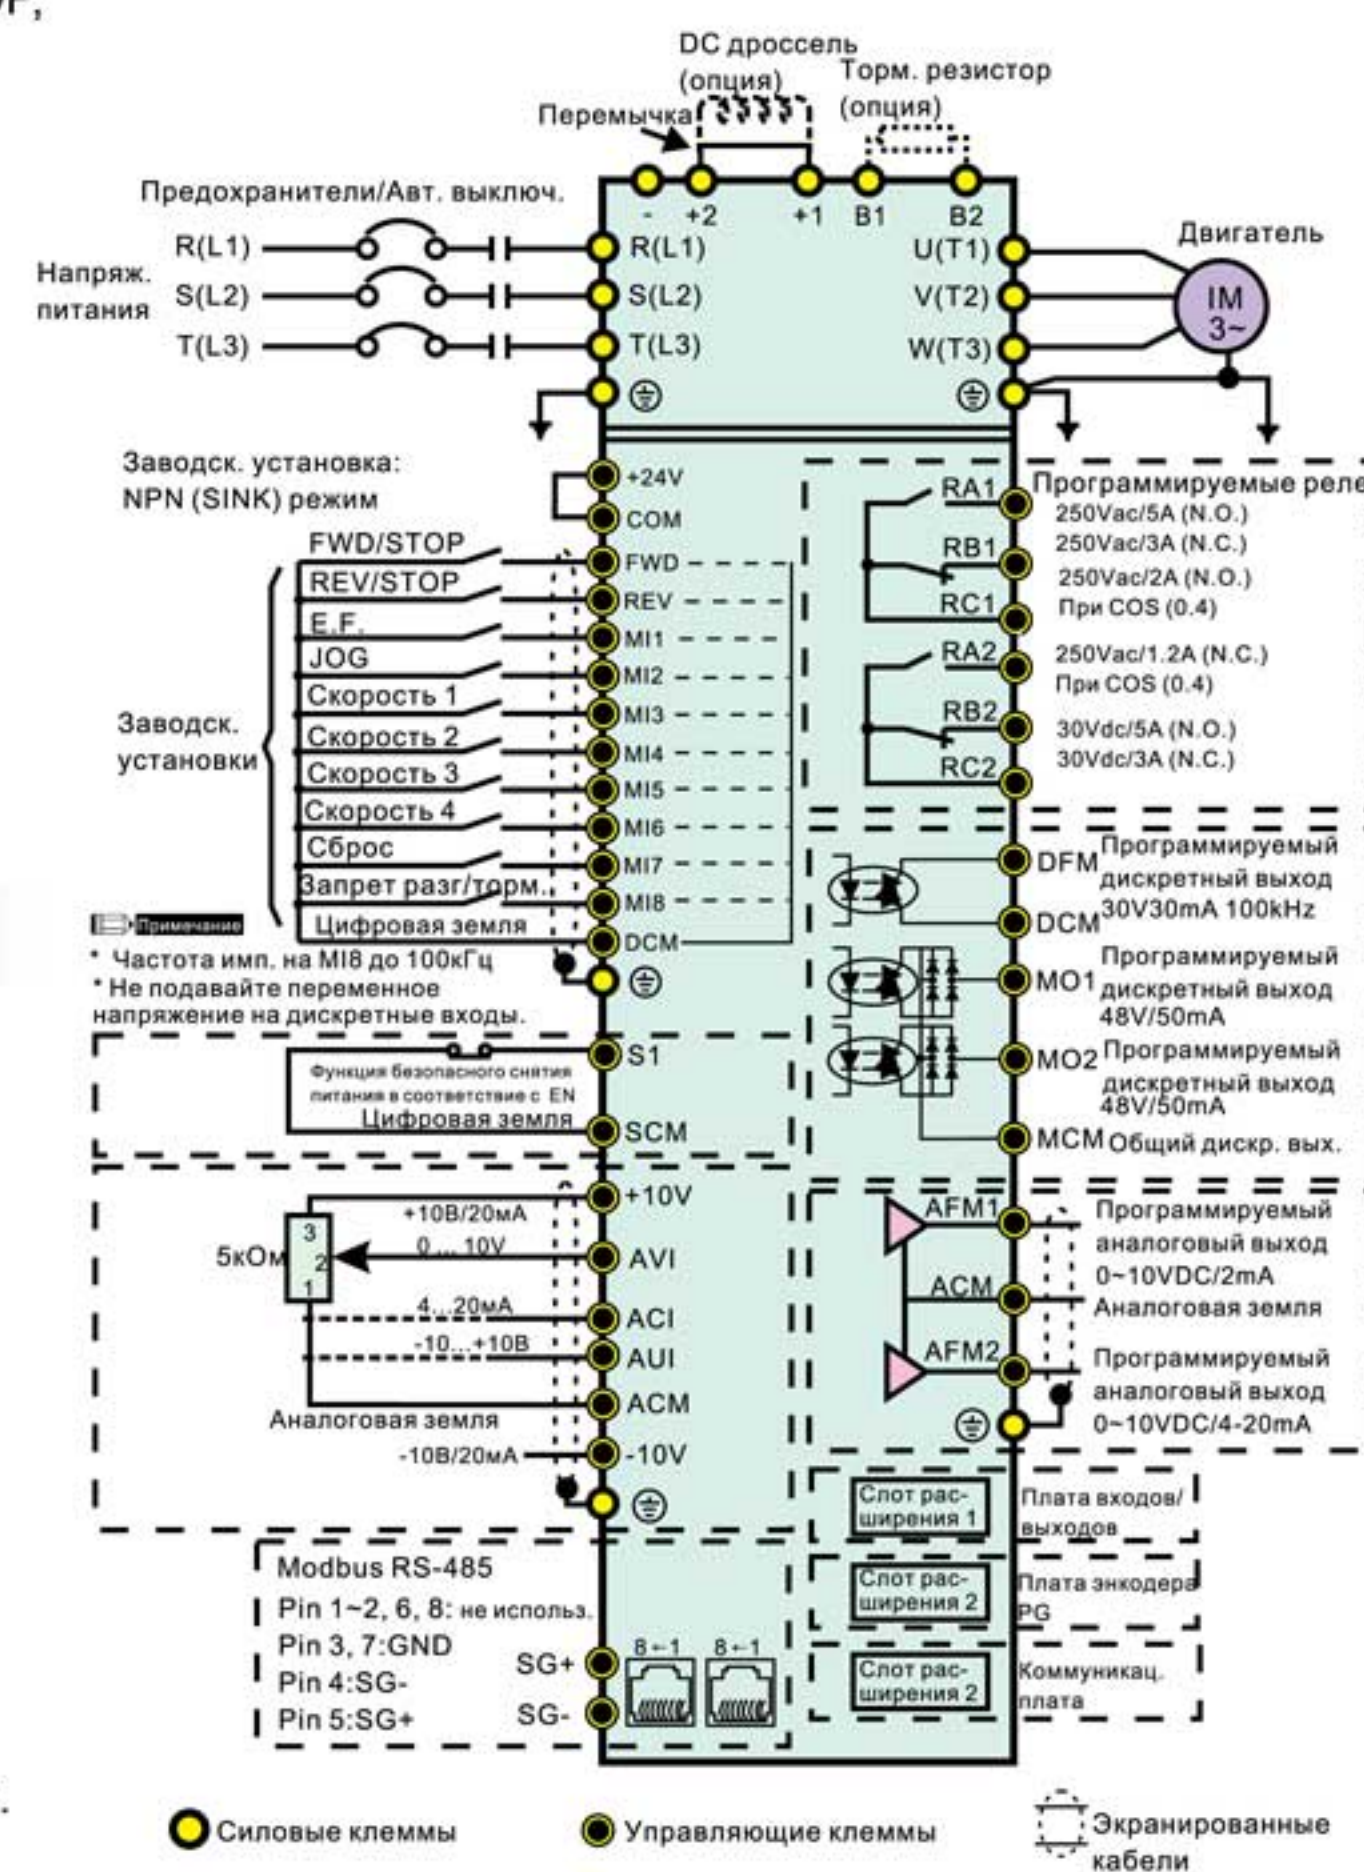 DC дроссель
(опция)
Торм. резистор
(опция)
Перемычка
Предохранители/Авт. выключ.
- +2 +1 B1 B2
R(L1) R(L1) U(T1) Двигатель
Напряж.
питания
S(L2) S(L2) V(T2) IM
3~
T(L3) T(L3) W(T3)
Заводск. установка:
NPN (SINK) режим
+24V
COM
FWD/STOP FWD
REV/STOP REV
E.F. MI1
JOG MI2
Скорость 1 MI3
Скорость 2 MI4
Скорость 3 MI5
Скорость 4 MI6
Сброс MI7
Запрет разг/торм. MI8
Цифровая земля DCM
Заводск.
установки
Примечание
* Частота имп. на MI8 до 100кГц
* Не подавайте переменное
напряжение на дискретные входы.
RA1 Программируемые реле
250Vac/5A (N.O.)
250Vac/3A (N.C.)
RB1
250Vac/2A (N.O.)
RC1 При COS (0.4)
RA2 250Vac/1.2A (N.C.)
При COS (0.4)
RB2 30Vdc/5A (N.O.)
RC2 30Vdc/3A (N.C.)
DFM Программируемый
дискретный выход
30V30mA 100kHz
DCM
MO1 Программируемый
дискретный выход
48V/50mA
MO2 Программируемый
дискретный выход
48V/50mA
MCM Общий дискр. вых.
S1
Функция безопасного снятия
питания в соответствие с EN
Цифровая земля SCM
+10V
+10В/20мА
5кОм 3 2 1
0 ... 10V AVI
4...20мА ACI
-10...+10В AUI
ACM
Аналоговая земля
-10В/20мА -10V
AFM1 Программируемый
аналоговый выход
0~10VDC/2mA
ACM Аналоговая земля
AFM2 Программируемый
аналоговый выход
0~10VDC/4-20mA
Слот рас-
ширения 1
Плата входов/
выходов
Слот рас-
ширения 2
Плата энкодера
PG
Слот рас-
ширения 2
Коммуникац.
плата
Modbus RS-485
Pin 1~2, 6, 8: не использ.
Pin 3, 7:GND
Pin 4:SG-
Pin 5:SG+
SG+
SG-
8←1 8←1
Силовые клеммы
Управляющие клеммы
Экранированные
кабели